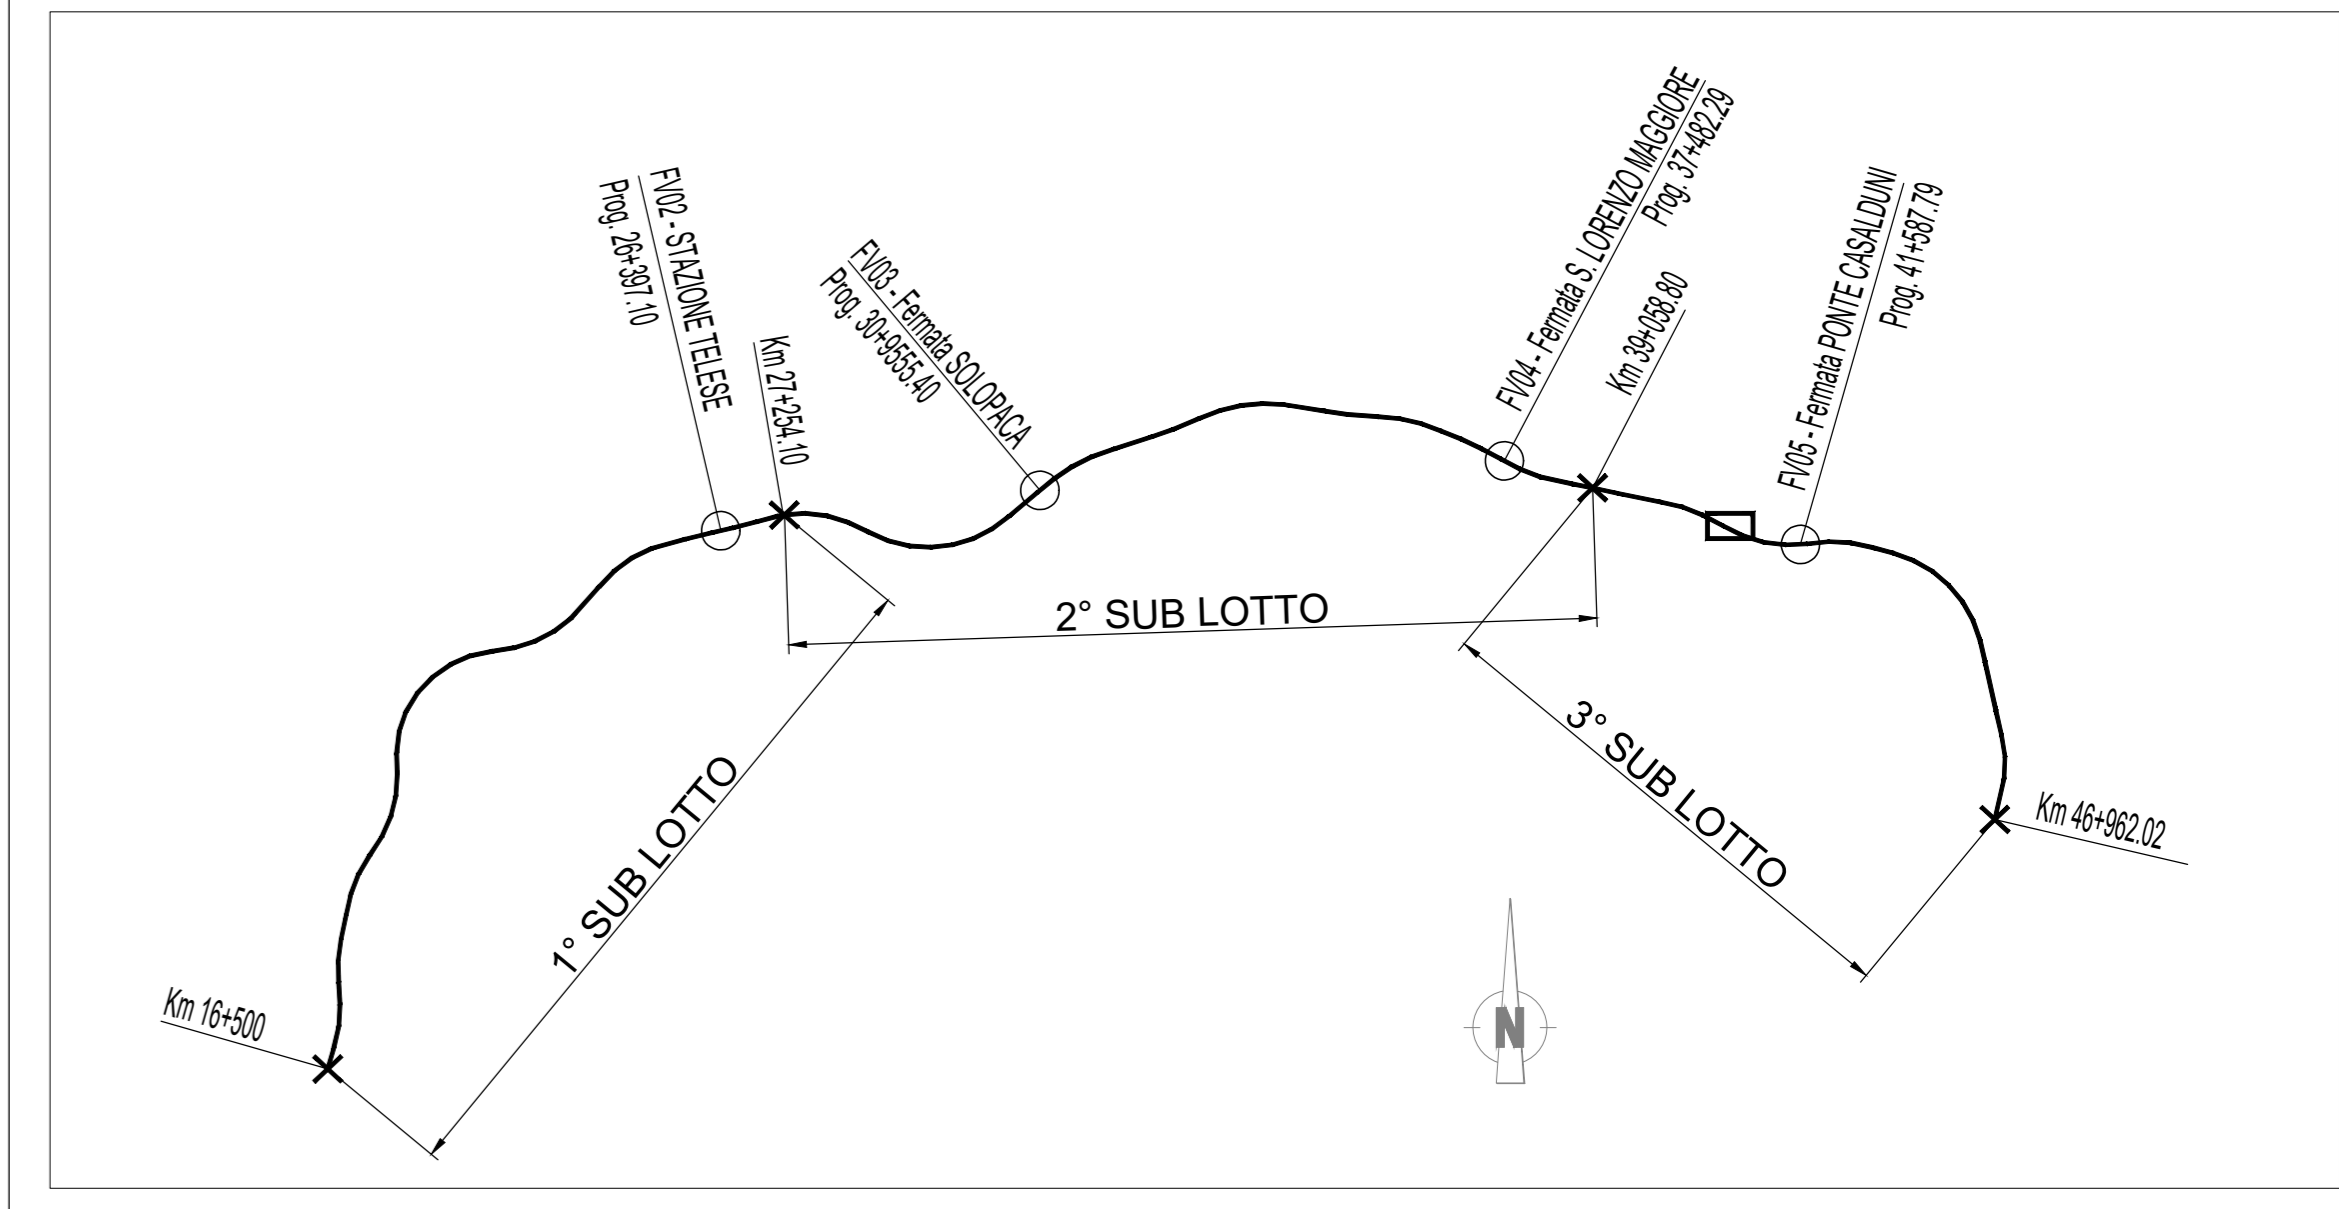 FV02 - STAZIONE TELESE
Prog. 26+397.10
Km 27+254.10
FV03 - Fermata SOLOPACA
Prog. 30+9555.40
FV04 - Fermata S. LORENZO MAGGIORE
Prog. 37+482.29
Km 39+058.80
FV05 - Fermata PONTE CASALDUNI
Prog. 41+587.79
2° SUB LOTTO
1° SUB LOTTO
3° SUB LOTTO
Km 46+962.02
Km 16+500
N